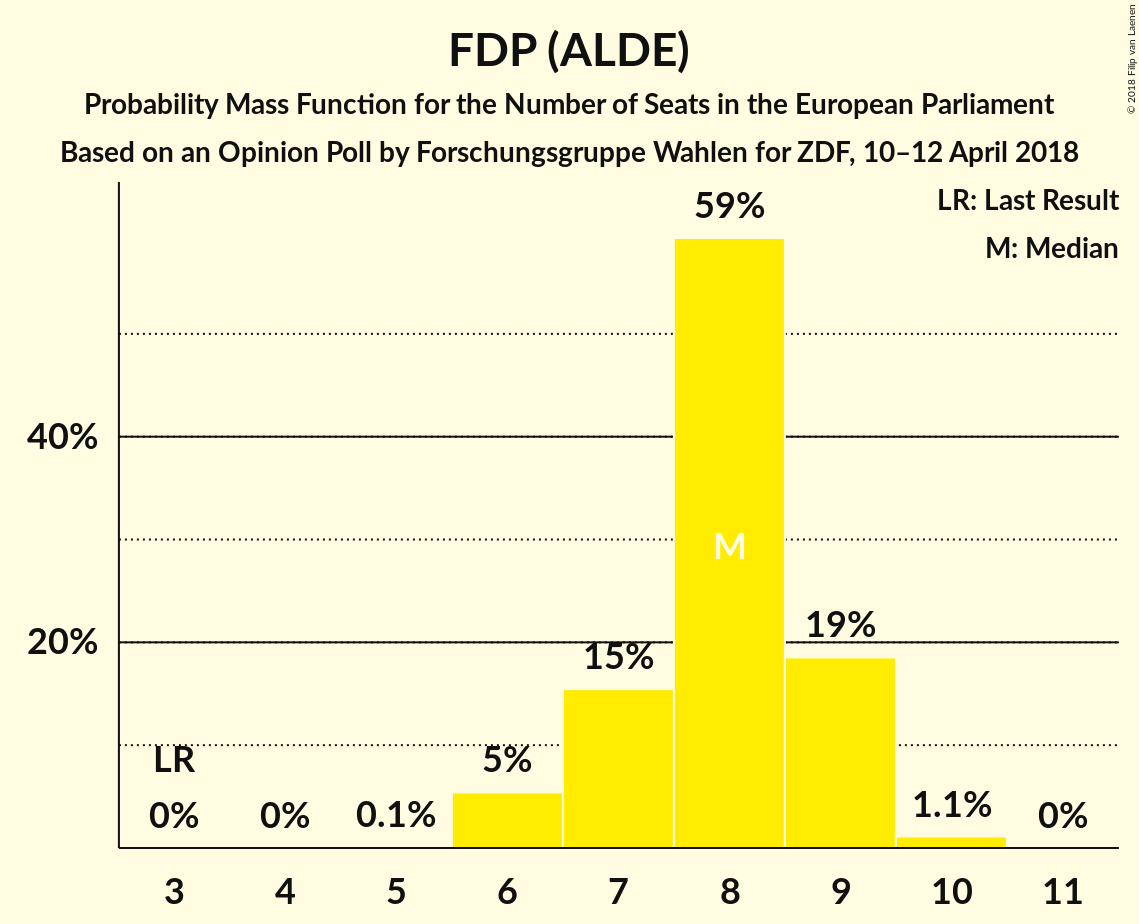 FDP (ALDE)
Probability Mass Function for the Number of Seats in the European Parliament
Based on an Opinion Poll by Forschungsgruppe Wahlen for ZDF, 10–12 April 2018
© 2018 Filip van Laenen
LR: Last Result
M: Median
59%
40%
M
20%
19%
15%
LR
5%
0%
0%
0.1%
1.1%
0%
3 4 5 6 7 8 9 10 11